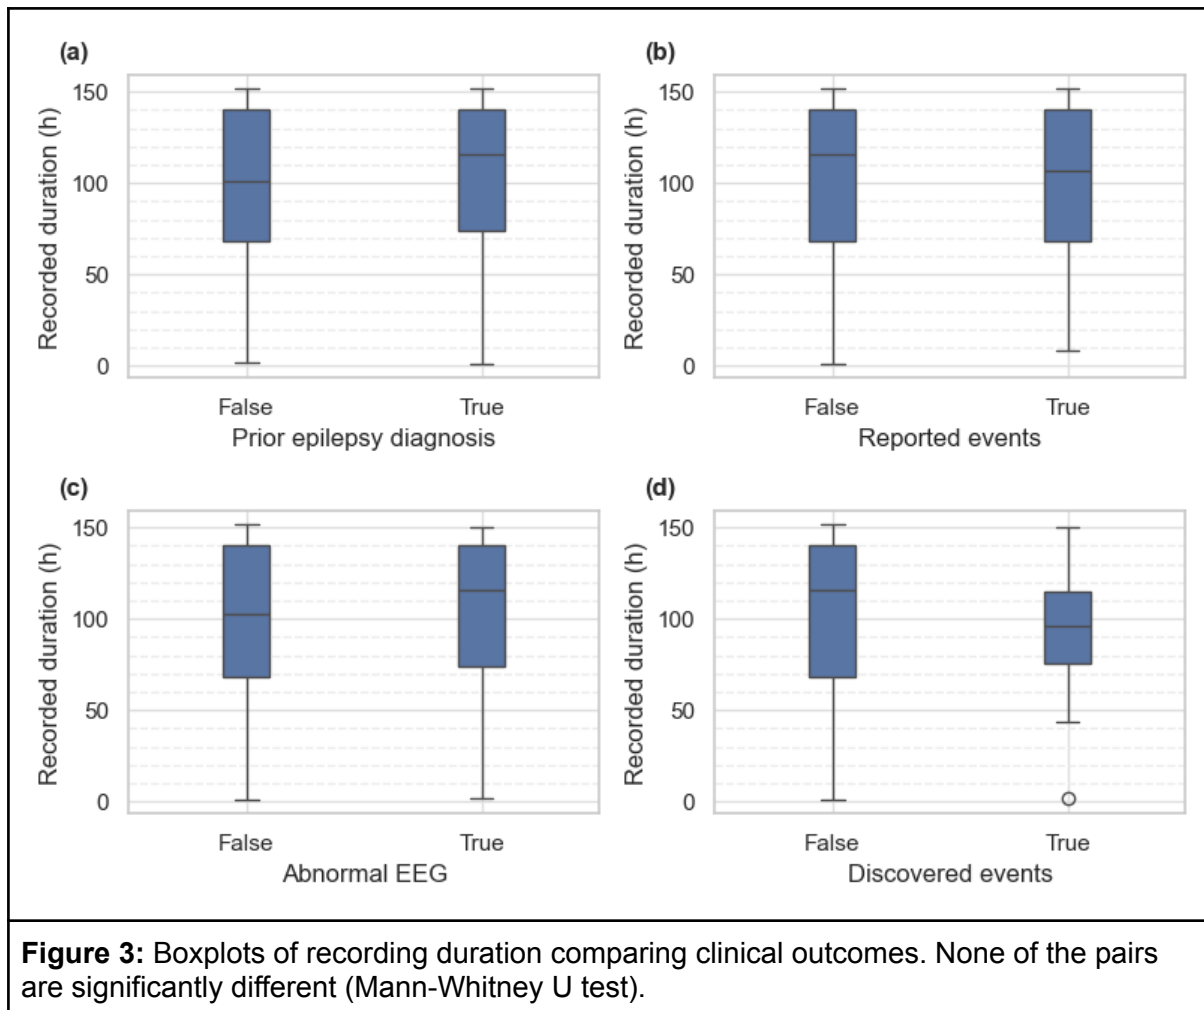 (a)
150
100
50
0
Recorded duration (h)
False
True
Prior epilepsy diagnosis
(b)
150
100
50
0
Recorded duration (h)
False
True
Reported events
(c)
150
100
50
0
Recorded duration (h)
False
True
Abnormal EEG
(d)
150
100
50
0
Recorded duration (h)
False
True
Discovered events
Figure 3: Boxplots of recording duration comparing clinical outcomes. None of the pairs
are significantly different (Mann-Whitney U test).